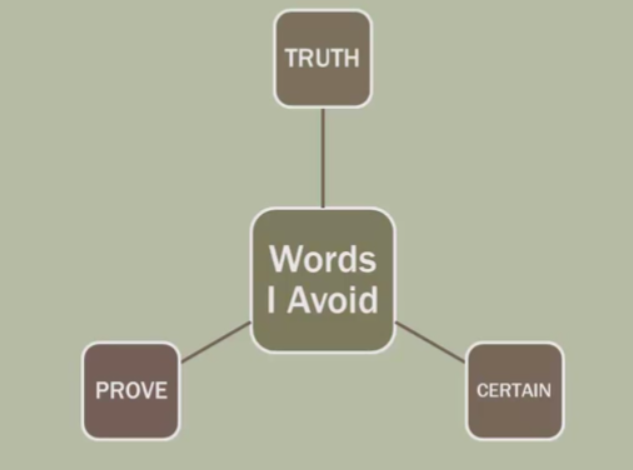 TRUTH
Words
I Avoid
PROVE
CERTAIN